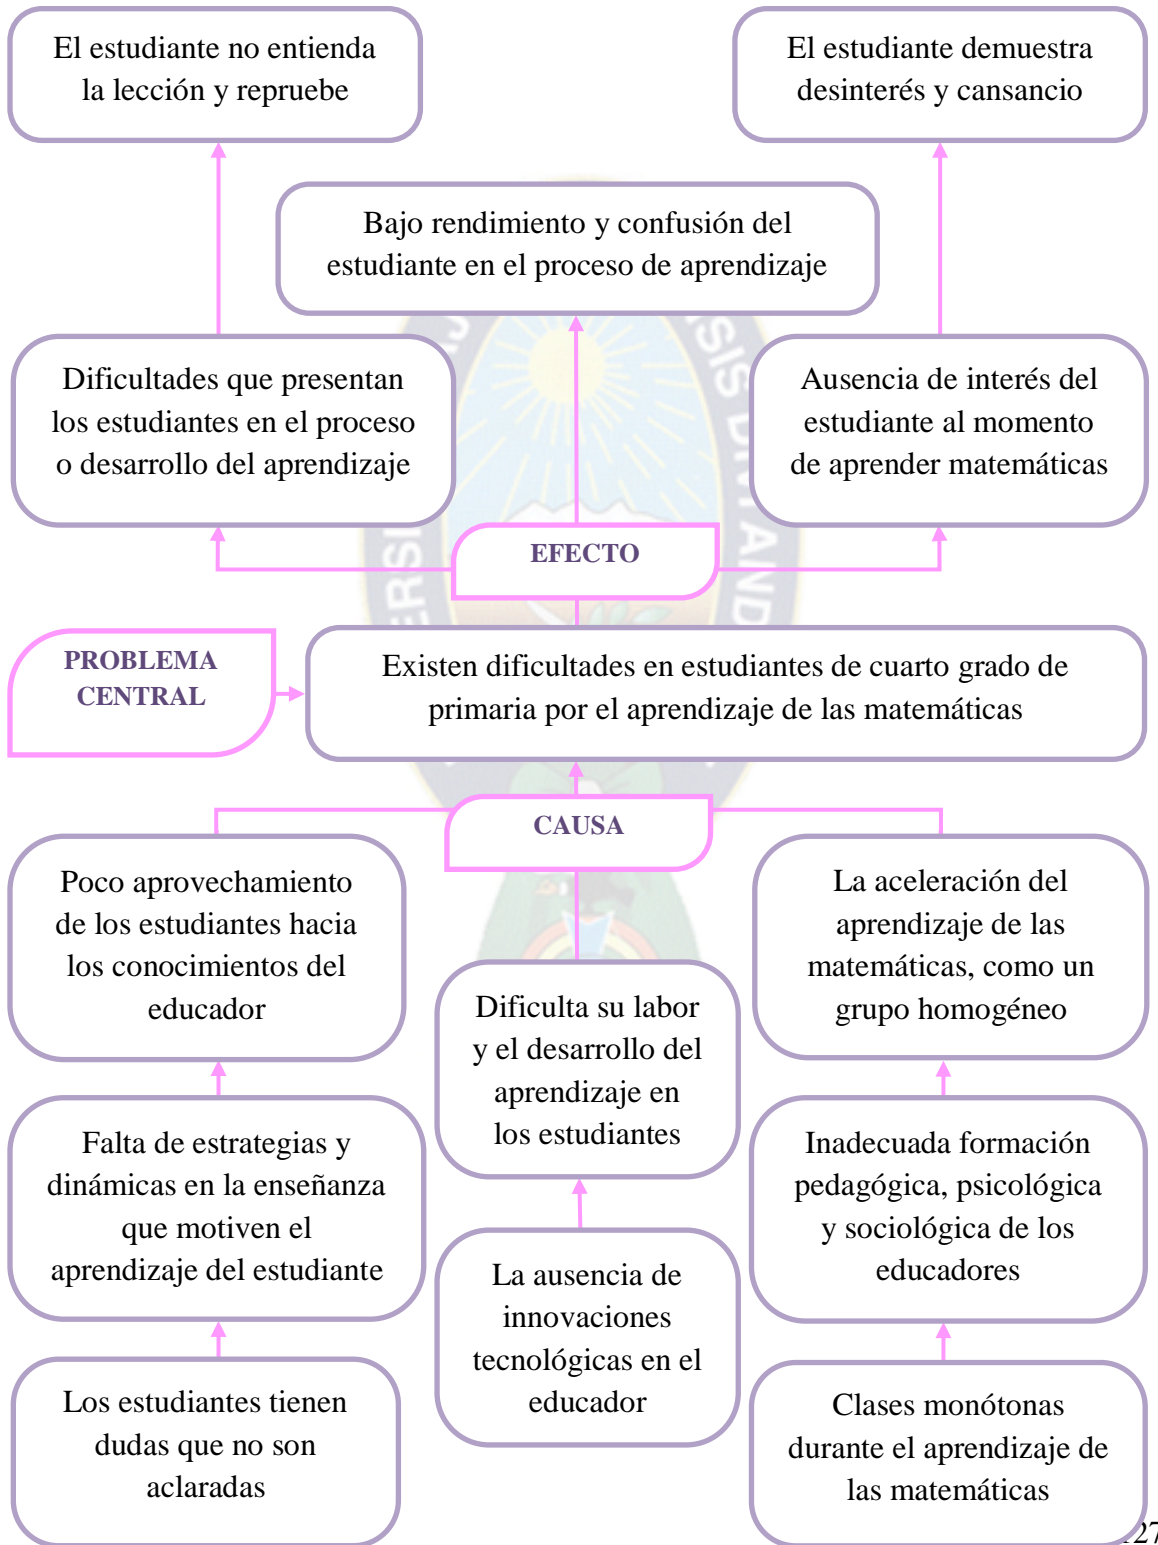 El estudiante no entienda
la lección y repruebe
El estudiante demuestra
desinterés y cansancio
Bajo rendimiento y confusión del
estudiante en el proceso de aprendizaje
Dificultades que presentan
los estudiantes en el proceso
o desarrollo del aprendizaje
Ausencia de interés del
estudiante al momento
de aprender matemáticas
EFECTO
PROBLEMA
CENTRAL
Existen dificultades en estudiantes de cuarto grado de
primaria por el aprendizaje de las matemáticas
CAUSA
Poco aprovechamiento
de los estudiantes hacia
los conocimientos del
educador
Dificulta su labor
y el desarrollo del
aprendizaje en
los estudiantes
La aceleración del
aprendizaje de las
matemáticas, como un
grupo homogéneo
Falta de estrategias y
dinámicas en la enseñanza
que motiven el
aprendizaje del estudiante
La ausencia de
innovaciones
tecnológicas en el
educador
Inadecuada formación
pedagógica, psicológica
y sociológica de los
educadores
Los estudiantes tienen
dudas que no son
aclaradas
Clases monótonas
durante el aprendizaje de
las matemáticas